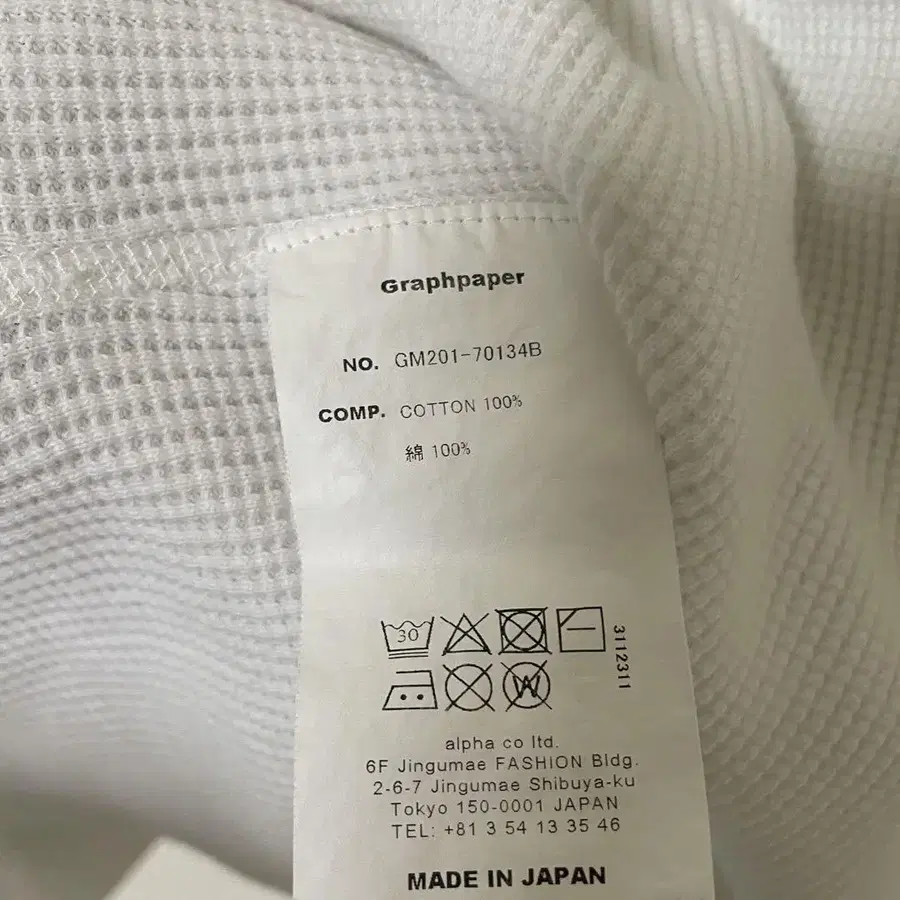 Graphpaper
NO. GM201-70134B
COMP. COTTON 100%
綿 100%
30
3112311
W
alpha co ltd.
6F Jingumae FASHION Bldg.
2-6-7 Jingumae Shibuya-ku
Tokyo 150-0001 JAPAN
TEL: +81 3 54 13 35 46
MADE IN JAPAN